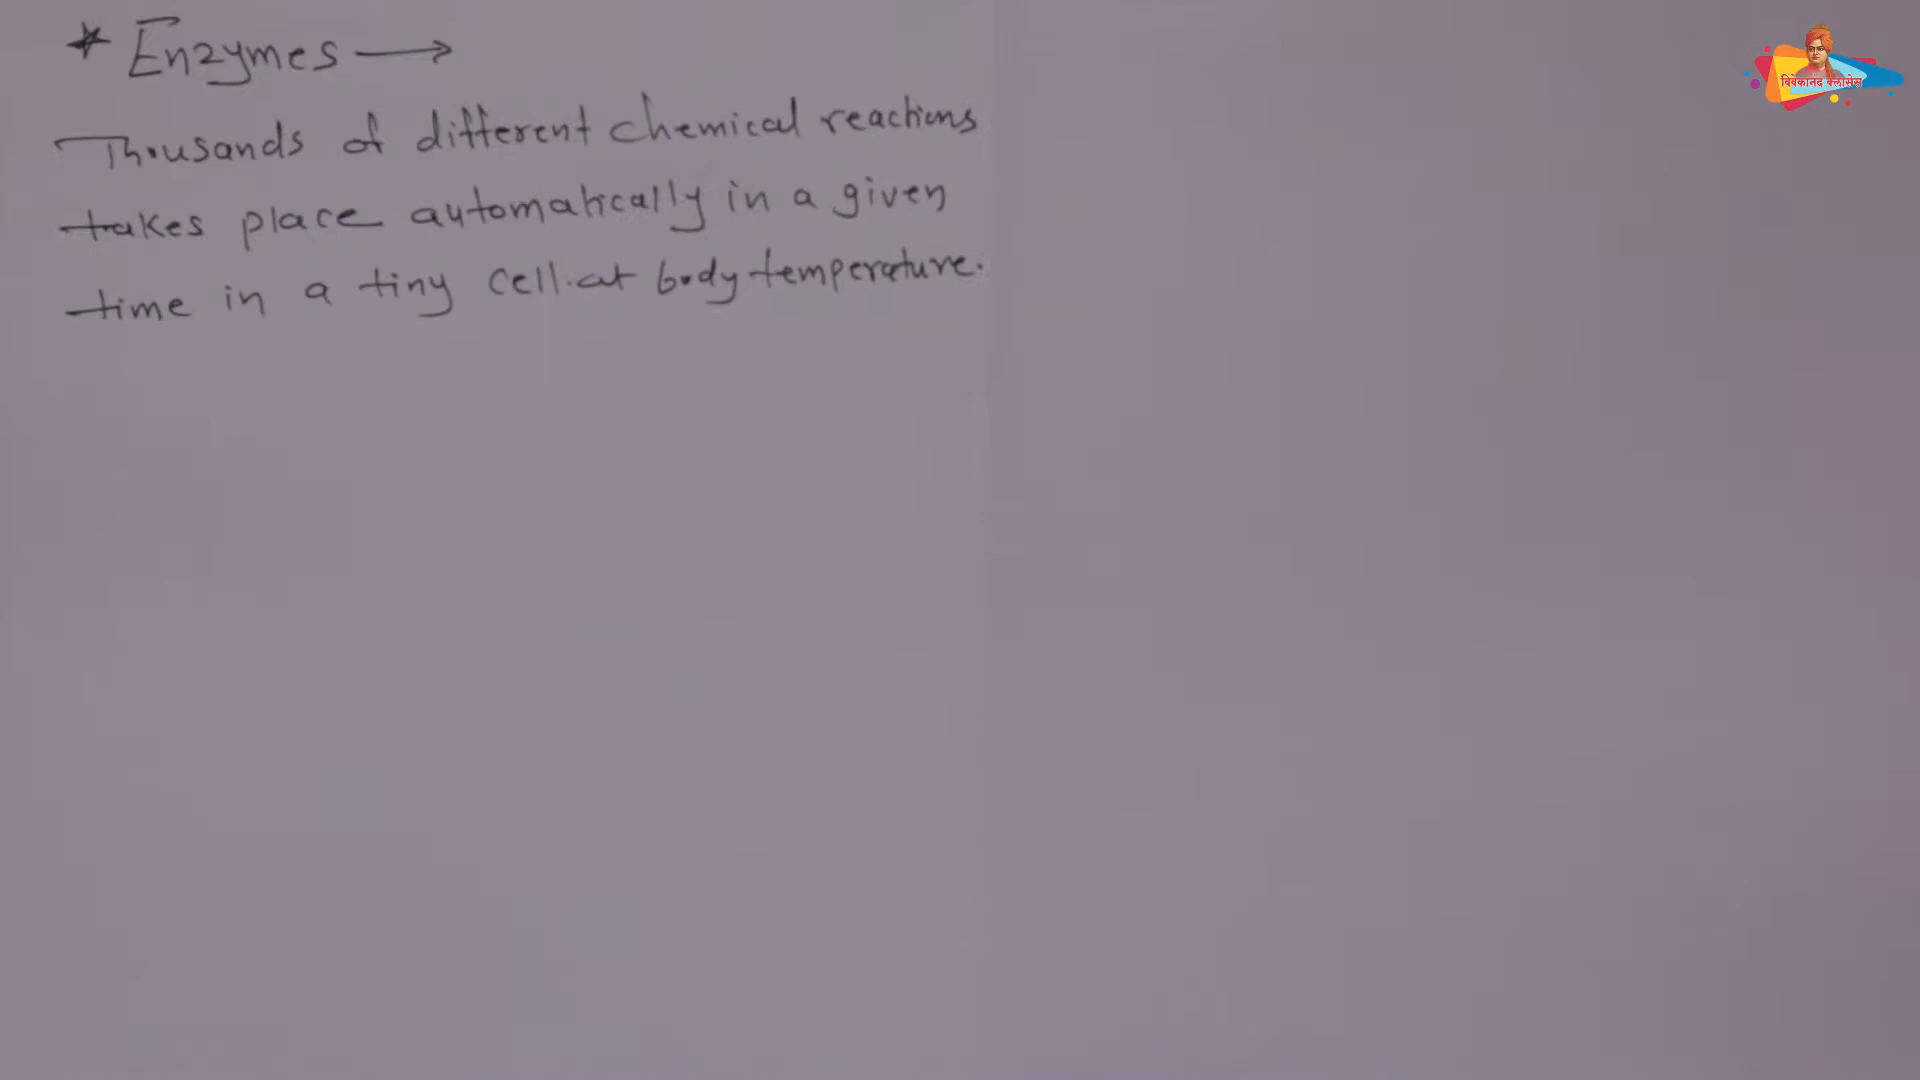 * Enzymes →
Thousands of different chemical reactions
takes place automatically in a given
time in a tiny cell.at body temperature.
विवेकानंद क्लासेस